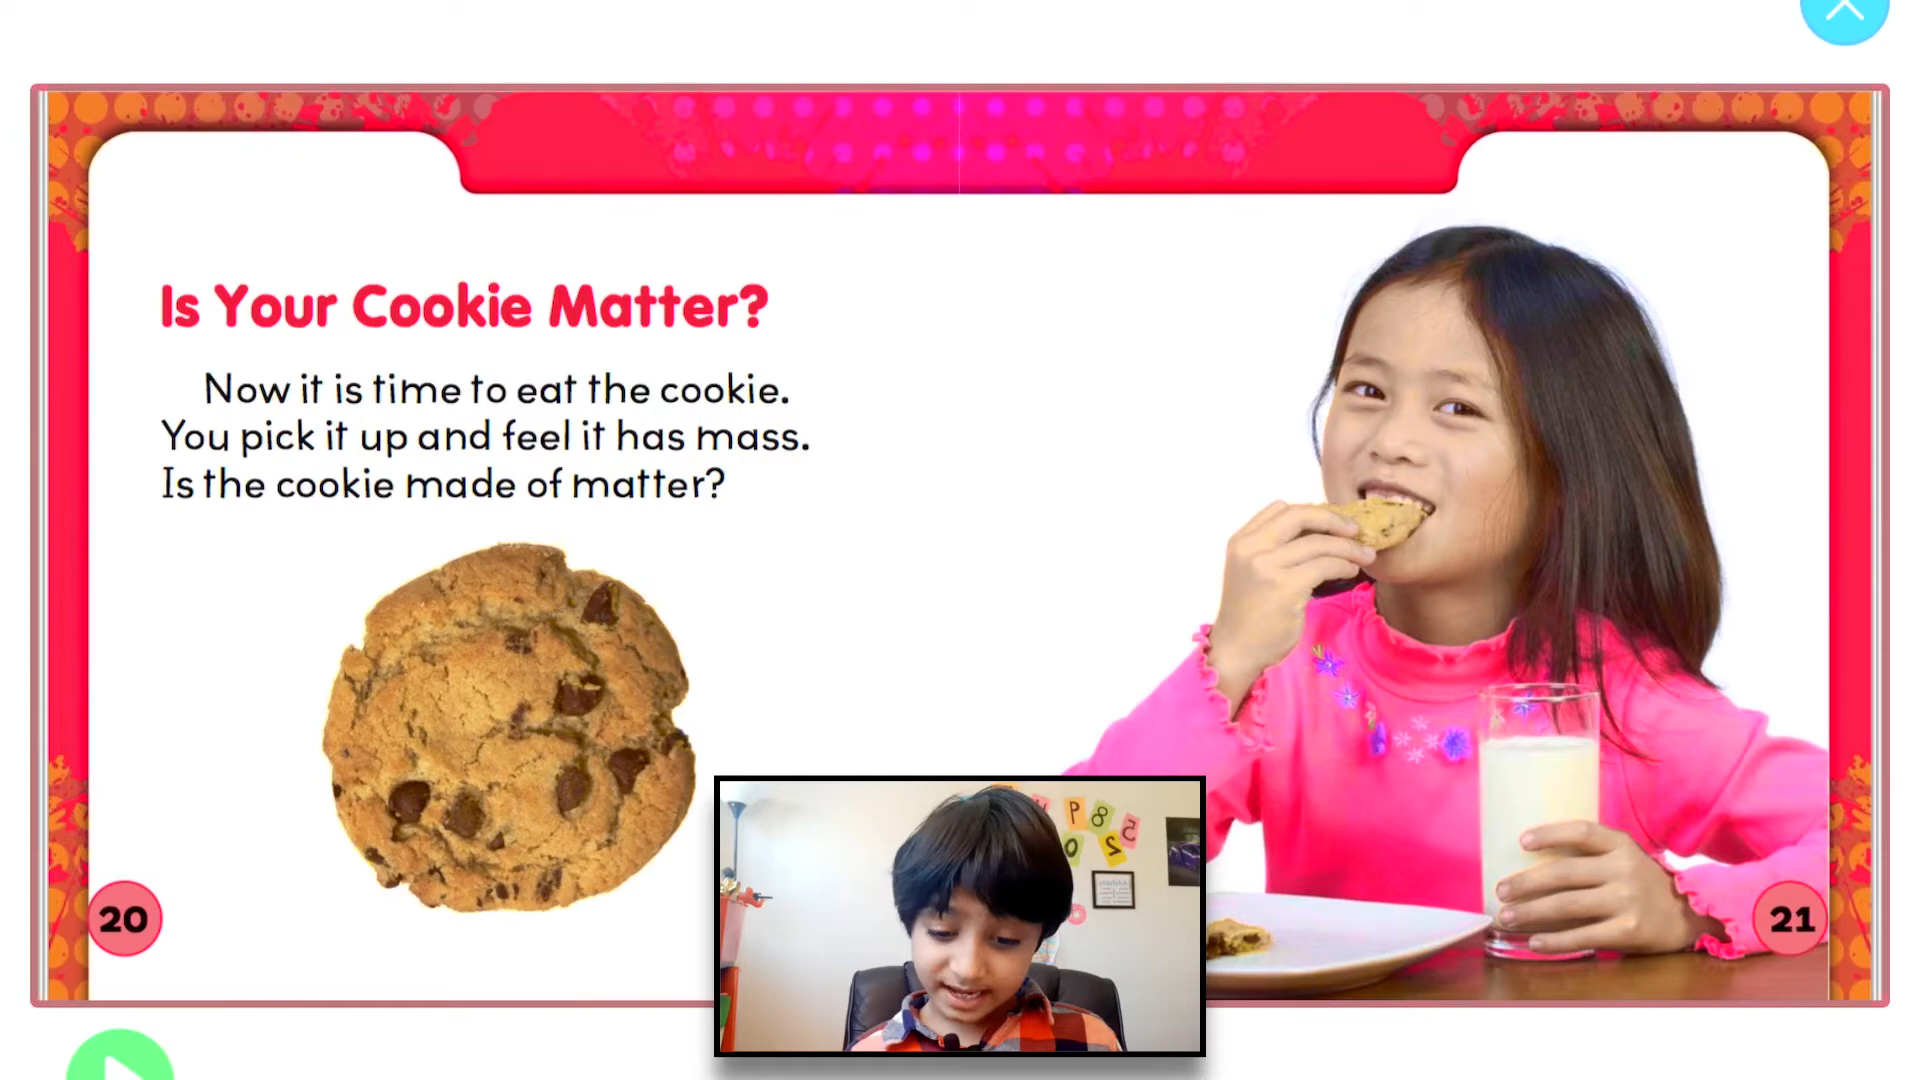 Is Your Cookie Matter?
Now it is time to eat the cookie.
You pick it up and feel it has mass.
Is the cookie made of matter?
20
21